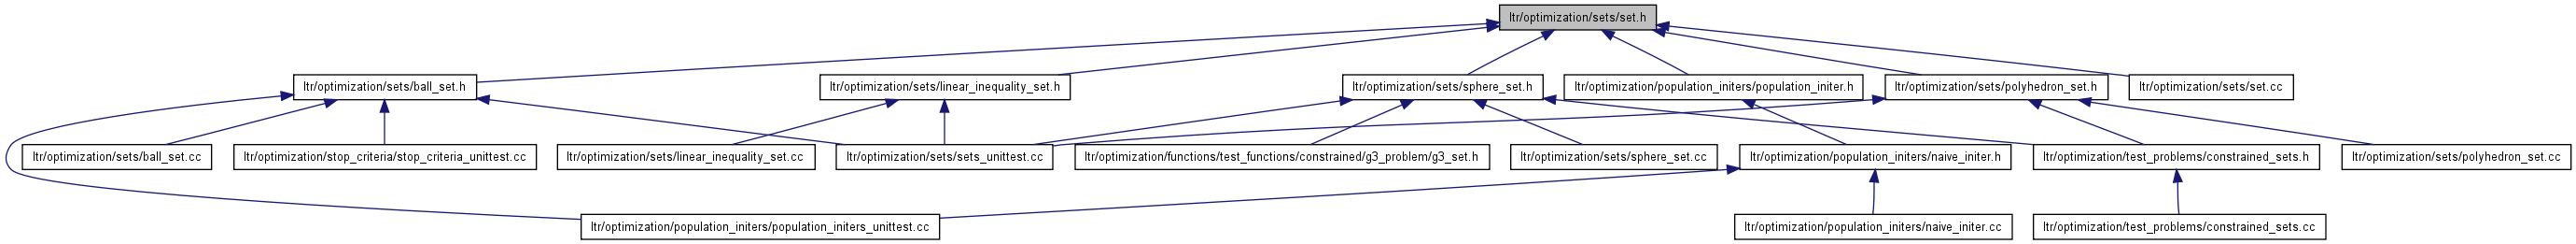 ltr/optimization/sets/set.h
ltr/optimization/sets/ball_set.h
ltr/optimization/sets/linear_inequality_set.h
ltr/optimization/sets/sphere_set.h
ltr/optimization/population_initers/population_initer.h
ltr/optimization/sets/polyhedron_set.h
ltr/optimization/sets/set.cc
ltr/optimization/sets/ball_set.cc
ltr/optimization/stop_criteria/stop_criteria_unittest.cc
ltr/optimization/sets/linear_inequality_set.cc
ltr/optimization/sets/sets_unittest.cc
ltr/optimization/functions/test_functions/constrained/g3_problem/g3_set.h
ltr/optimization/sets/sphere_set.cc
ltr/optimization/population_initers/naive_initer.h
ltr/optimization/test_problems/constrained_sets.h
ltr/optimization/sets/polyhedron_set.cc
ltr/optimization/population_initers/population_initers_unittest.cc
ltr/optimization/population_initers/naive_initer.cc
ltr/optimization/test_problems/constrained_sets.cc